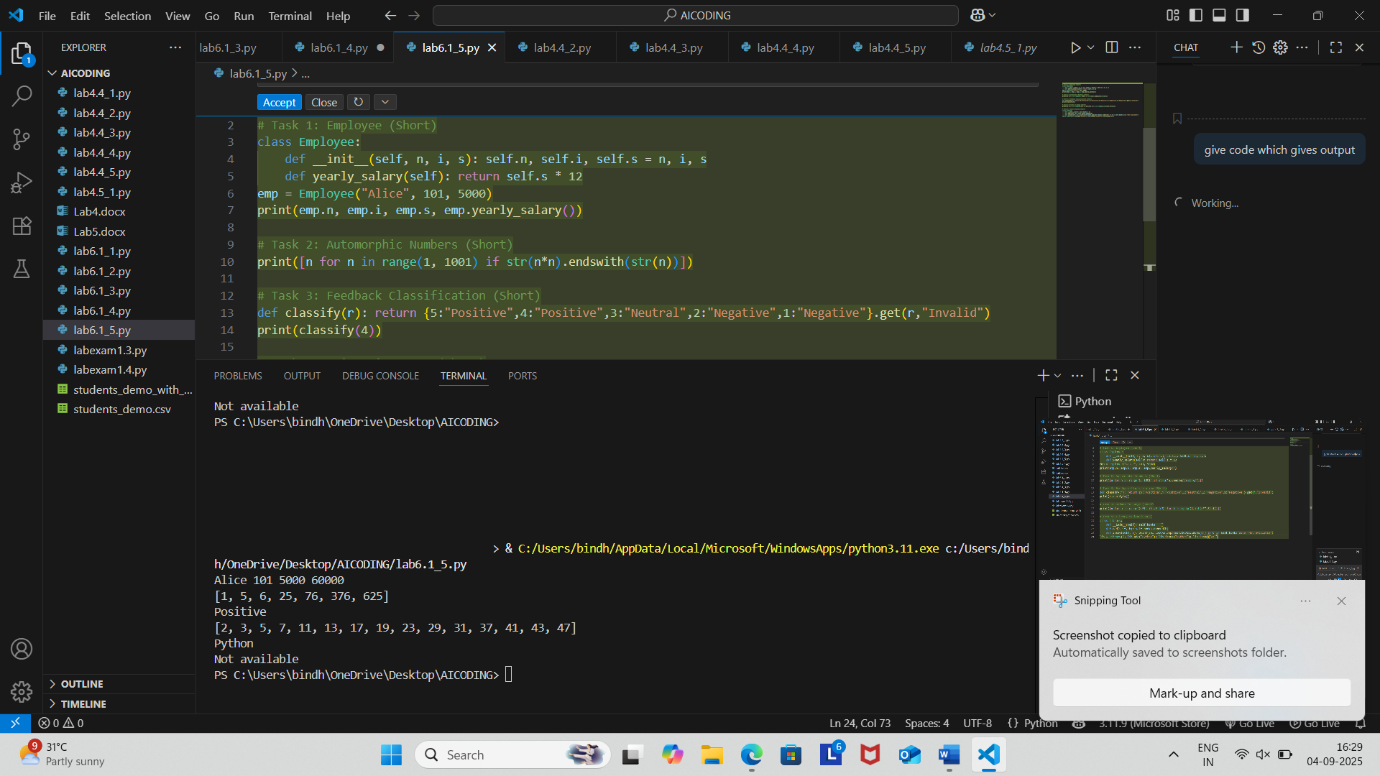 File Edit Selection View Go Run Terminal Help
AICODING
EXPLORER
AICODING
lab4.4_1.py
lab4.4_2.py
lab4.4_3.py
lab4.4_4.py
lab4.4_5.py
lab4.5_1.py
Lab4.docx
Lab5.docx
lab6.1_1.py
lab6.1_2.py
lab6.1_3.py
lab6.1_4.py
lab6.1_5.py
labexam1.3.py
labexam1.4.py
students_demo_with_...
students_demo.csv
OUTLINE
TIMELINE
1
lab6.1_3.py lab6.1_4.py lab6.1_5.py lab4.4_2.py lab4.4_3.py lab4.4_4.py lab4.4_5.py lab4.5_1.py
lab6.1_5.py > ...
Accept Close
2 # Task 1: Employee (Short)
3 class Employee:
4     def __init__(self, n, i, s): self.n, self.i, self.s = n, i, s
5     def yearly_salary(self): return self.s * 12
6 emp = Employee("Alice", 101, 5000)
7 print(emp.n, emp.i, emp.s, emp.yearly_salary())
8
9 # Task 2: Automorphic Numbers (Short)
10 print([n for n in range(1, 1001) if str(n*n).endswith(str(n))])
11
12 # Task 3: Feedback Classification (Short)
13 def classify(r): return {5:"Positive",4:"Positive",3:"Neutral",2:"Negative",1:"Negative"}.get(r,"Invalid")
14 print(classify(4))
15
PROBLEMS OUTPUT DEBUG CONSOLE TERMINAL PORTS
Not available
PS C:\Users\bindh\OneDrive\Desktop\AICODING>
> & C:/Users/bindh/AppData/Local/Microsoft/WindowsApps/python3.11.exe c:/Users/bind
h/OneDrive/Desktop/AICODING/lab6.1_5.py
Alice 101 5000 60000
[1, 5, 6, 25, 76, 376, 625]
Positive
[2, 3, 5, 7, 11, 13, 17, 19, 23, 29, 31, 37, 41, 43, 47]
Python
Not available
PS C:\Users\bindh\OneDrive\Desktop\AICODING>
Python
CHAT
give code which gives output
Working...
Snipping Tool
Screenshot copied to clipboard
Automatically saved to screenshots folder.
Mark-up and share
0 0
Ln 24, Col 73 Spaces: 4 UTF-8 {} Python 3.11.9 (Microsoft Store) Go Live Go Live
9
31°C
Partly sunny
Search
6
ENG
IN
16:29
04-09-2025